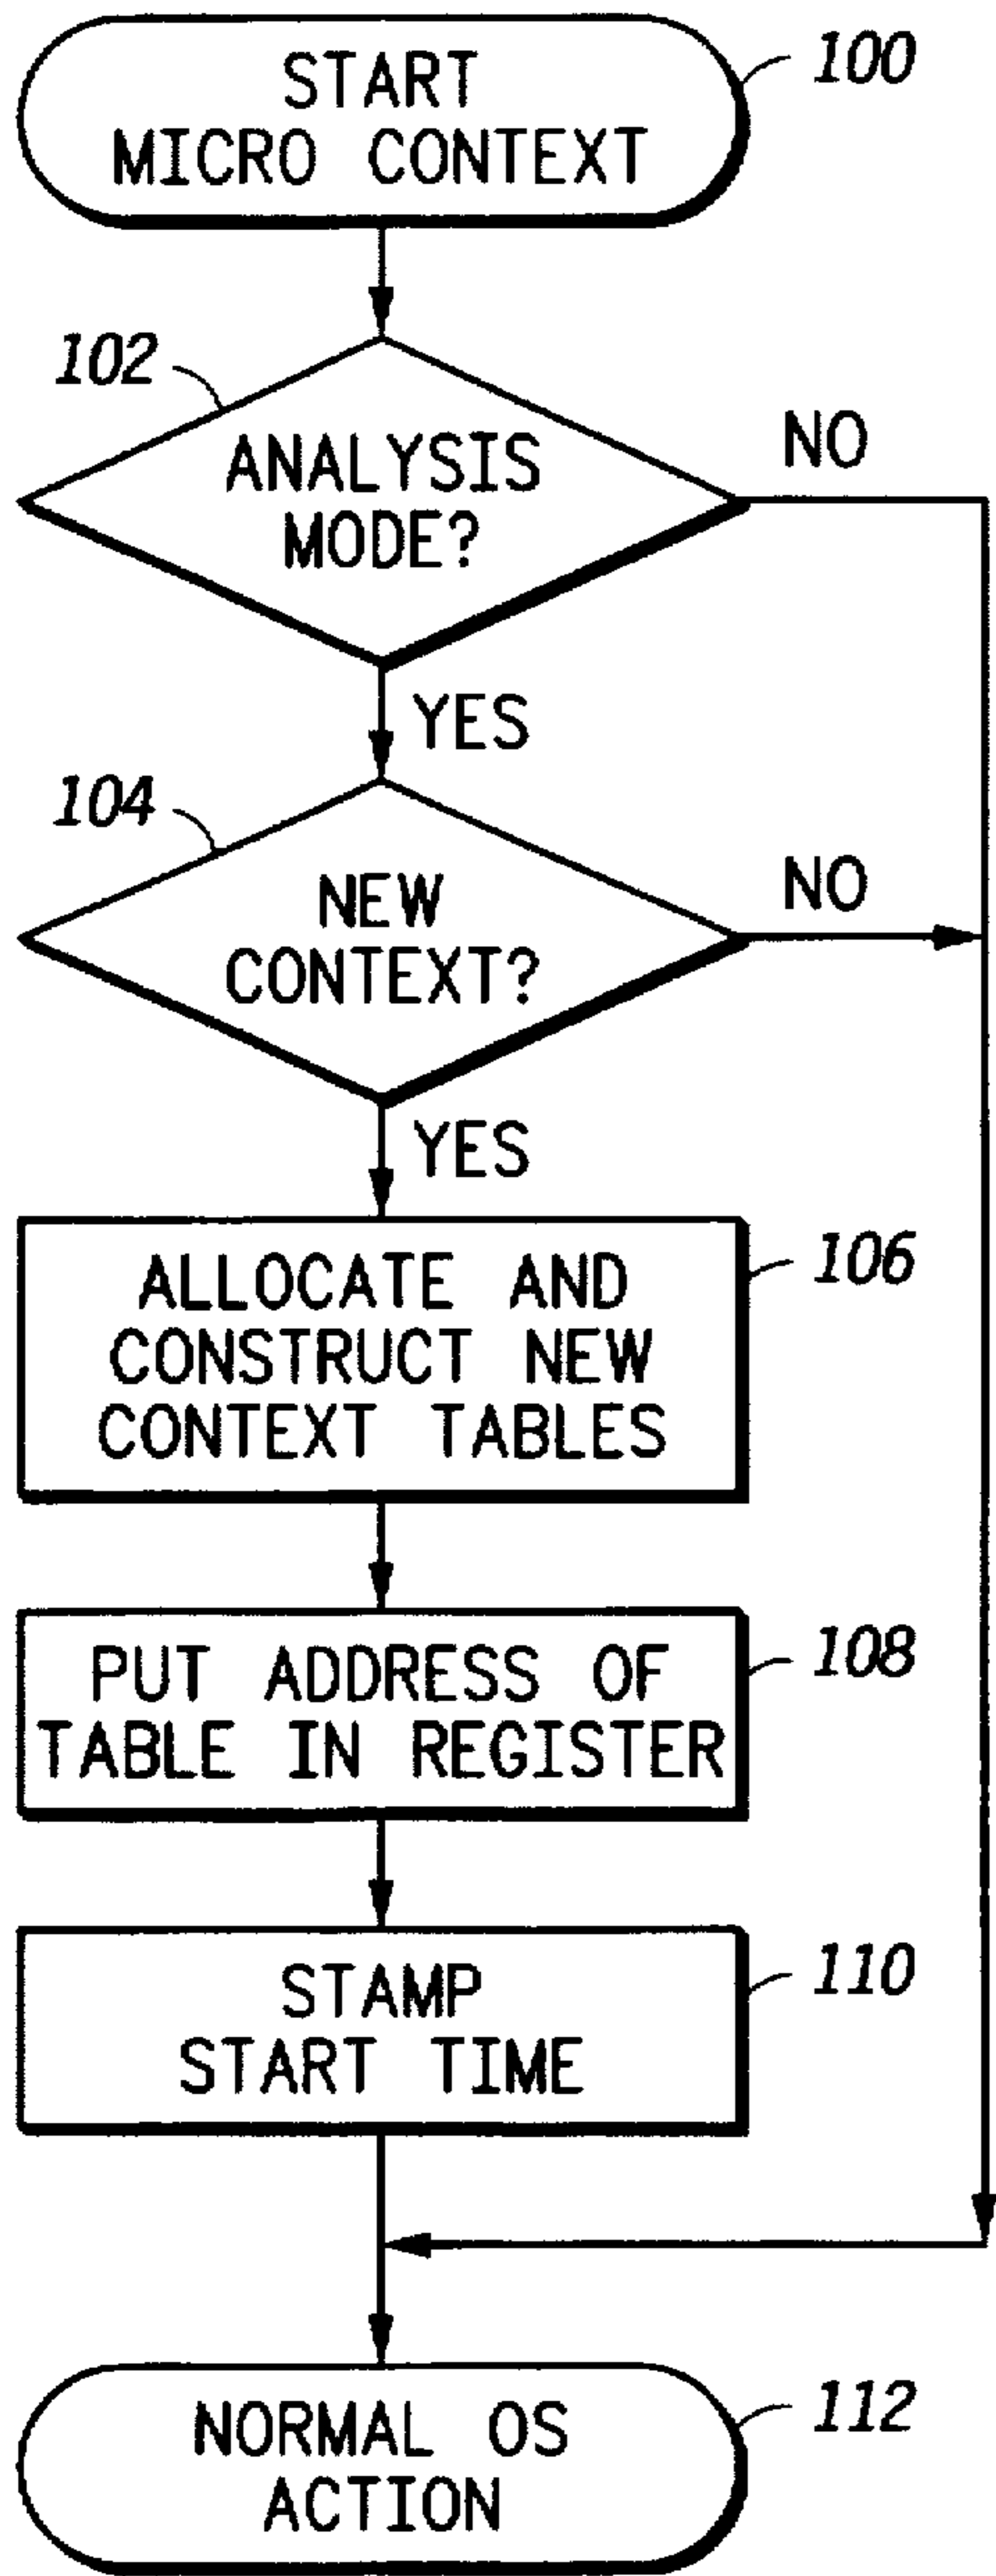 START
MICRO CONTEXT
100
102
ANALYSIS
MODE?
NO
YES
104
NEW
CONTEXT?
NO
YES
ALLOCATE AND
CONSTRUCT NEW
CONTEXT TABLES
106
PUT ADDRESS OF
TABLE IN REGISTER
108
STAMP
START TIME
110
NORMAL OS
ACTION
112